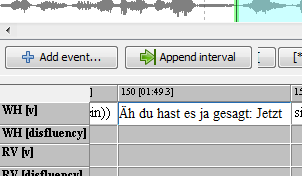 Add event... Append interval [*
] 150 [01:49 3] 15
WH [v] in)) Äh du hast es ja gesagt: Jetzt si
WH [disfluency]
RV [v]
RV [disfluency]